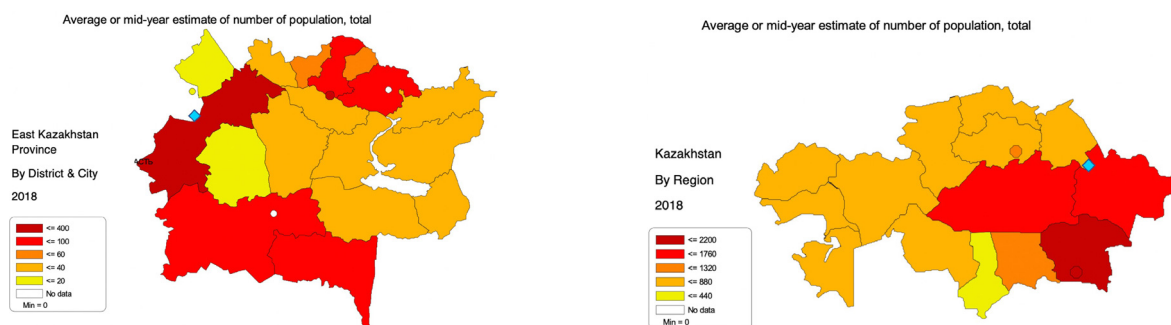 Average or mid-year estimate of number of population, total
East Kazakhstan
Province
By District & City
2018
<= 400
<= 100
<= 60
<= 40
<= 20
No data
Min = 0
Average or mid-year estimate of number of population, total
Kazakhstan
By Region
2018
<= 2200
<= 1760
<= 1320
<= 880
<= 440
No data
Min = 0